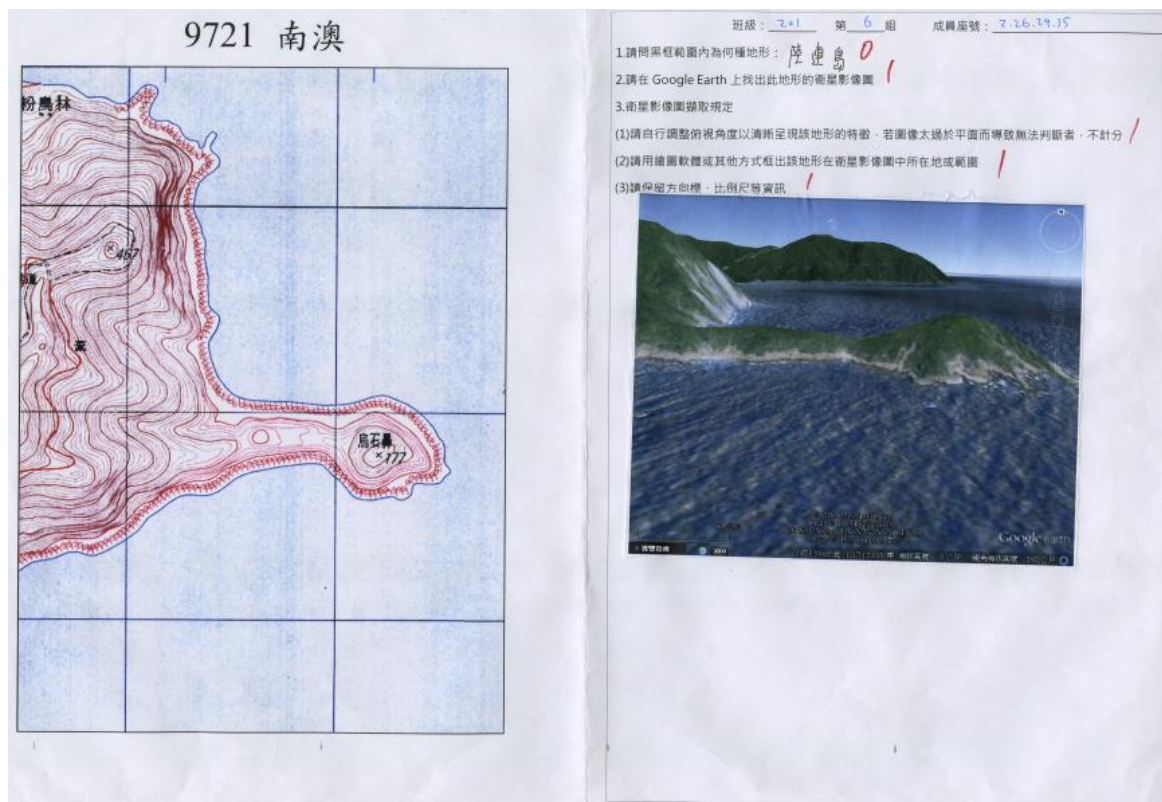 9721 南澳
粉鳥林
467
烏石鼻
177
班級：201 第 6 組 成員座號：2.26.29.15
1.請問黑框範圍內為何種地形： 陸連島 0
2.請在 Google Earth 上找出此地形的衛星影像圖 1
3.衛星影像圖擷取規定
(1)請自行調整俯視角度以清晰呈現該地形的特徵，若圖像太過於平面而導致無法判斷者，不計分 1
(2)請用繪圖軟體或其他方式框出該地形在衛星影像圖中所在地或範圍 1
(3)請保留方向標、比例尺等資訊 1
Google earth